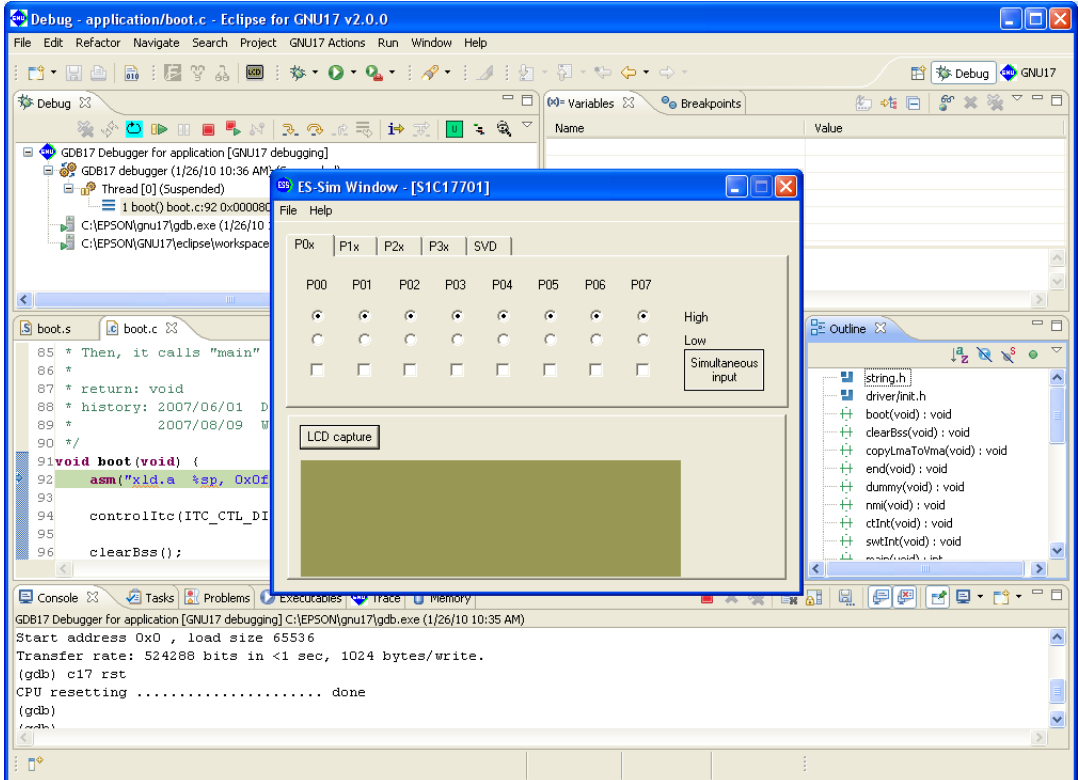 Debug - application/boot.c - Eclipse for GNU17 v2.0.0
File Edit Refactor Navigate Search Project GNU17 Actions Run Window Help
Debug GNU17
Debug
(x)= Variables Breakpoints
Name Value
GDB17 Debugger for application [GNU17 debugging]
GDB17 debugger (1/26/10 10:36 AM)
Thread [0] (Suspended)
1 boot() boot.c:92
C:\EPSON\gnu17\gdb.exe (1/26/10
C:\EPSON\GNU17\eclipse\workspace
ES-Sim Window - [S1C17701]
File Help
P0x P1x P2x P3x SVD
P00 P01 P02 P03 P04 P05 P06 P07
High
Low
Simultaneous
input
LCD capture
boot.s boot.c
85 * Then, it calls "main"
86 *
87 * return: void
88 * history: 2007/06/01
89 * 2007/08/09
90 */
91 void boot(void) {
92 asm("xld.a %sp, 0x0f
93
94 controlItc(ITC_CTL_DI
95
96 clearBss();
Outline
string.h
driver/init.h
boot(void) : void
clearBss(void) : void
copyLmaToVma(void) : void
end(void) : void
dummy(void) : void
nmi(void) : void
ctInt(void) : void
swtInt(void) : void
main(void) : int
Console Tasks Problems Executables Trace Memory
GDB17 Debugger for application [GNU17 debugging] C:\EPSON\gnu17\gdb.exe (1/26/10 10:35 AM)
Start address 0x0 , load size 65536
Transfer rate: 524288 bits in <1 sec, 1024 bytes/write.
(gdb) c17 rst
CPU resetting ...................... done
(gdb)
(gdb)